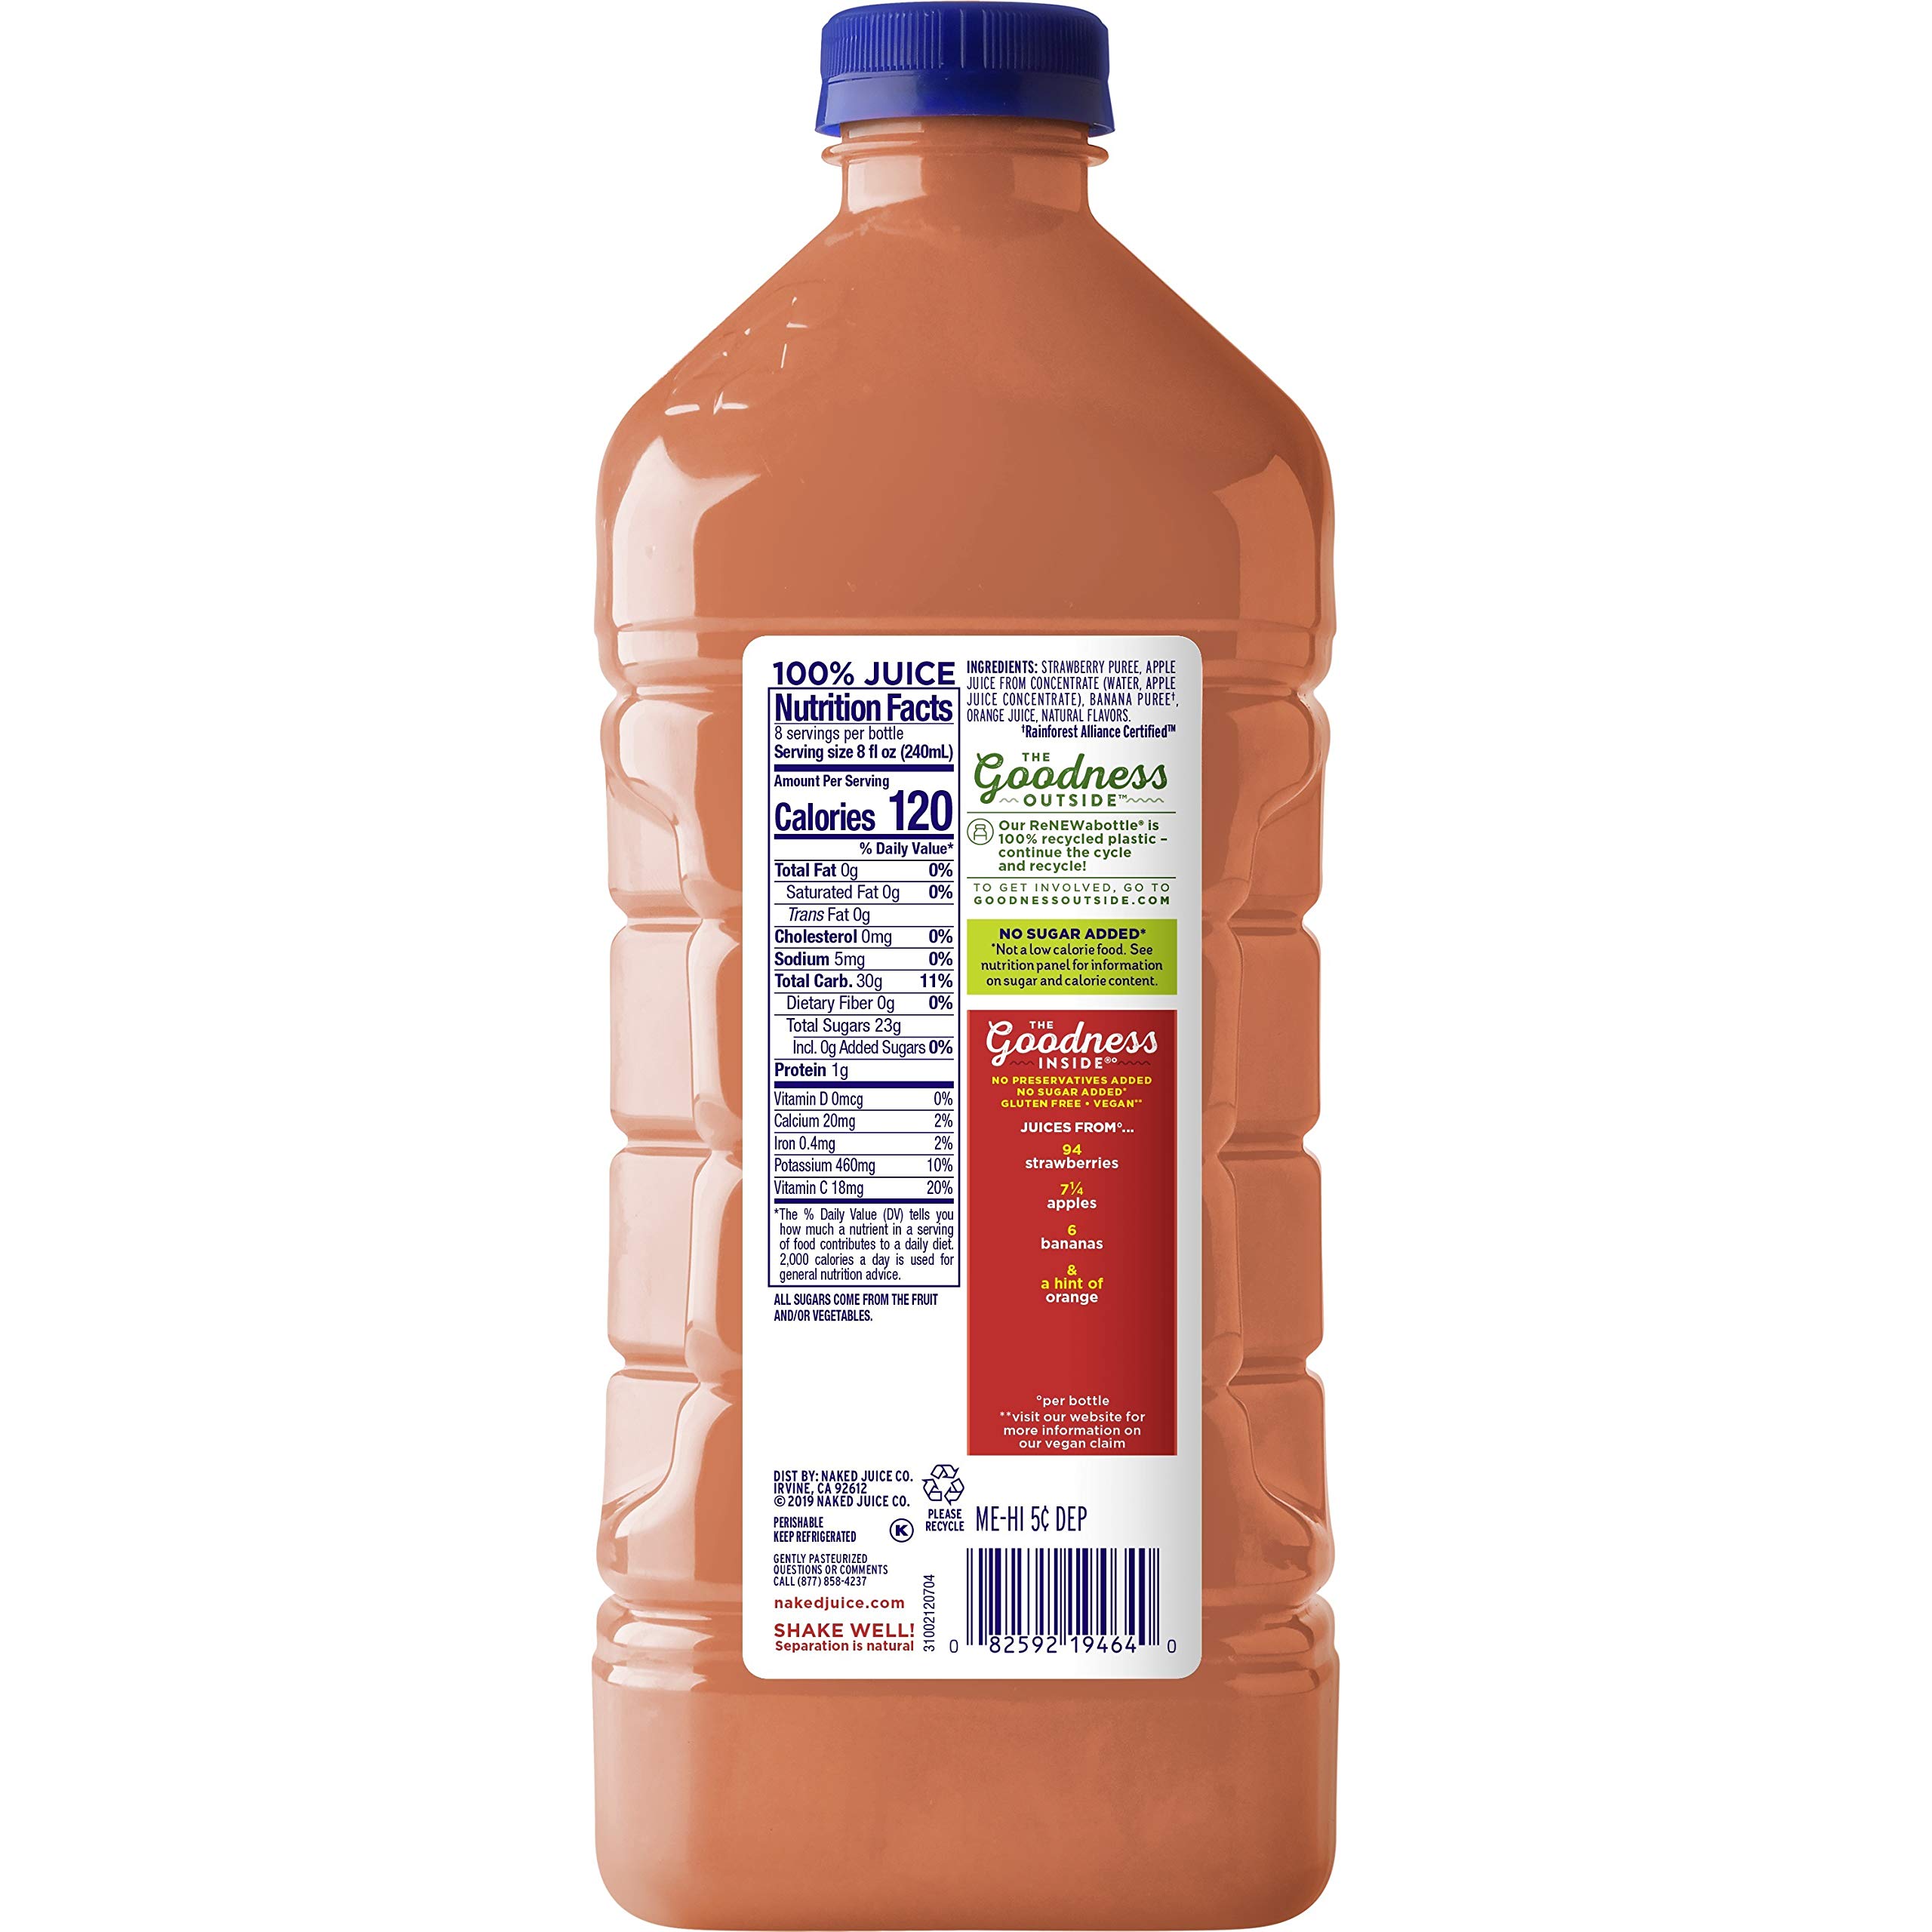 100% JUICE
Nutrition Facts
8 servings per bottle
Serving size 8 fl oz (240mL)
Amount Per Serving
Calories 120
% Daily Value*
Total Fat 0g 0%
Saturated Fat 0g 0%
Trans Fat 0g
Cholesterol 0mg 0%
Sodium 5mg 0%
Total Carb. 30g 11%
Dietary Fiber 0g 0%
Total Sugars 23g
Incl. 0g Added Sugars 0%
Protein 1g
Vitamin D 0mcg 0%
Calcium 20mg 2%
Iron 0.4mg 2%
Potassium 460mg 10%
Vitamin C 18mg 20%
*The % Daily Value (DV) tells you
how much a nutrient in a serving
of food contributes to a daily diet.
2,000 calories a day is used for
general nutrition advice.
ALL SUGARS COME FROM THE FRUIT
AND/OR VEGETABLES.
INGREDIENTS: STRAWBERRY PUREE, APPLE
JUICE FROM CONCENTRATE (WATER, APPLE
JUICE CONCENTRATE), BANANA PUREE†,
ORANGE JUICE, NATURAL FLAVORS.
†Rainforest Alliance Certified™
THE
Goodness
OUTSIDE™
Our ReNEWabottle® is
100% recycled plastic –
continue the cycle
and recycle!
TO GET INVOLVED, GO TO
GOODNESSOUTSIDE.COM
NO SUGAR ADDED*
*Not a low calorie food. See
nutrition panel for information
on sugar and calorie content.
THE
Goodness
INSIDE®°
NO PRESERVATIVES ADDED
NO SUGAR ADDED*
GLUTEN FREE • VEGAN**
JUICES FROM°...
94
strawberries
7¼
apples
6
bananas
&
a hint of
orange
°per bottle
**visit our website for
more information on
our vegan claim
DIST BY: NAKED JUICE CO.
IRVINE, CA 92612
© 2019 NAKED JUICE CO.
PERISHABLE
KEEP REFRIGERATED
K
PLEASE
RECYCLE
ME-HI 5¢ DEP
GENTLY PASTEURIZED
QUESTIONS OR COMMENTS
CALL (877) 858-4237
nakedjuice.com
SHAKE WELL!
Separation is natural
31002120704
0 82592 19464 0